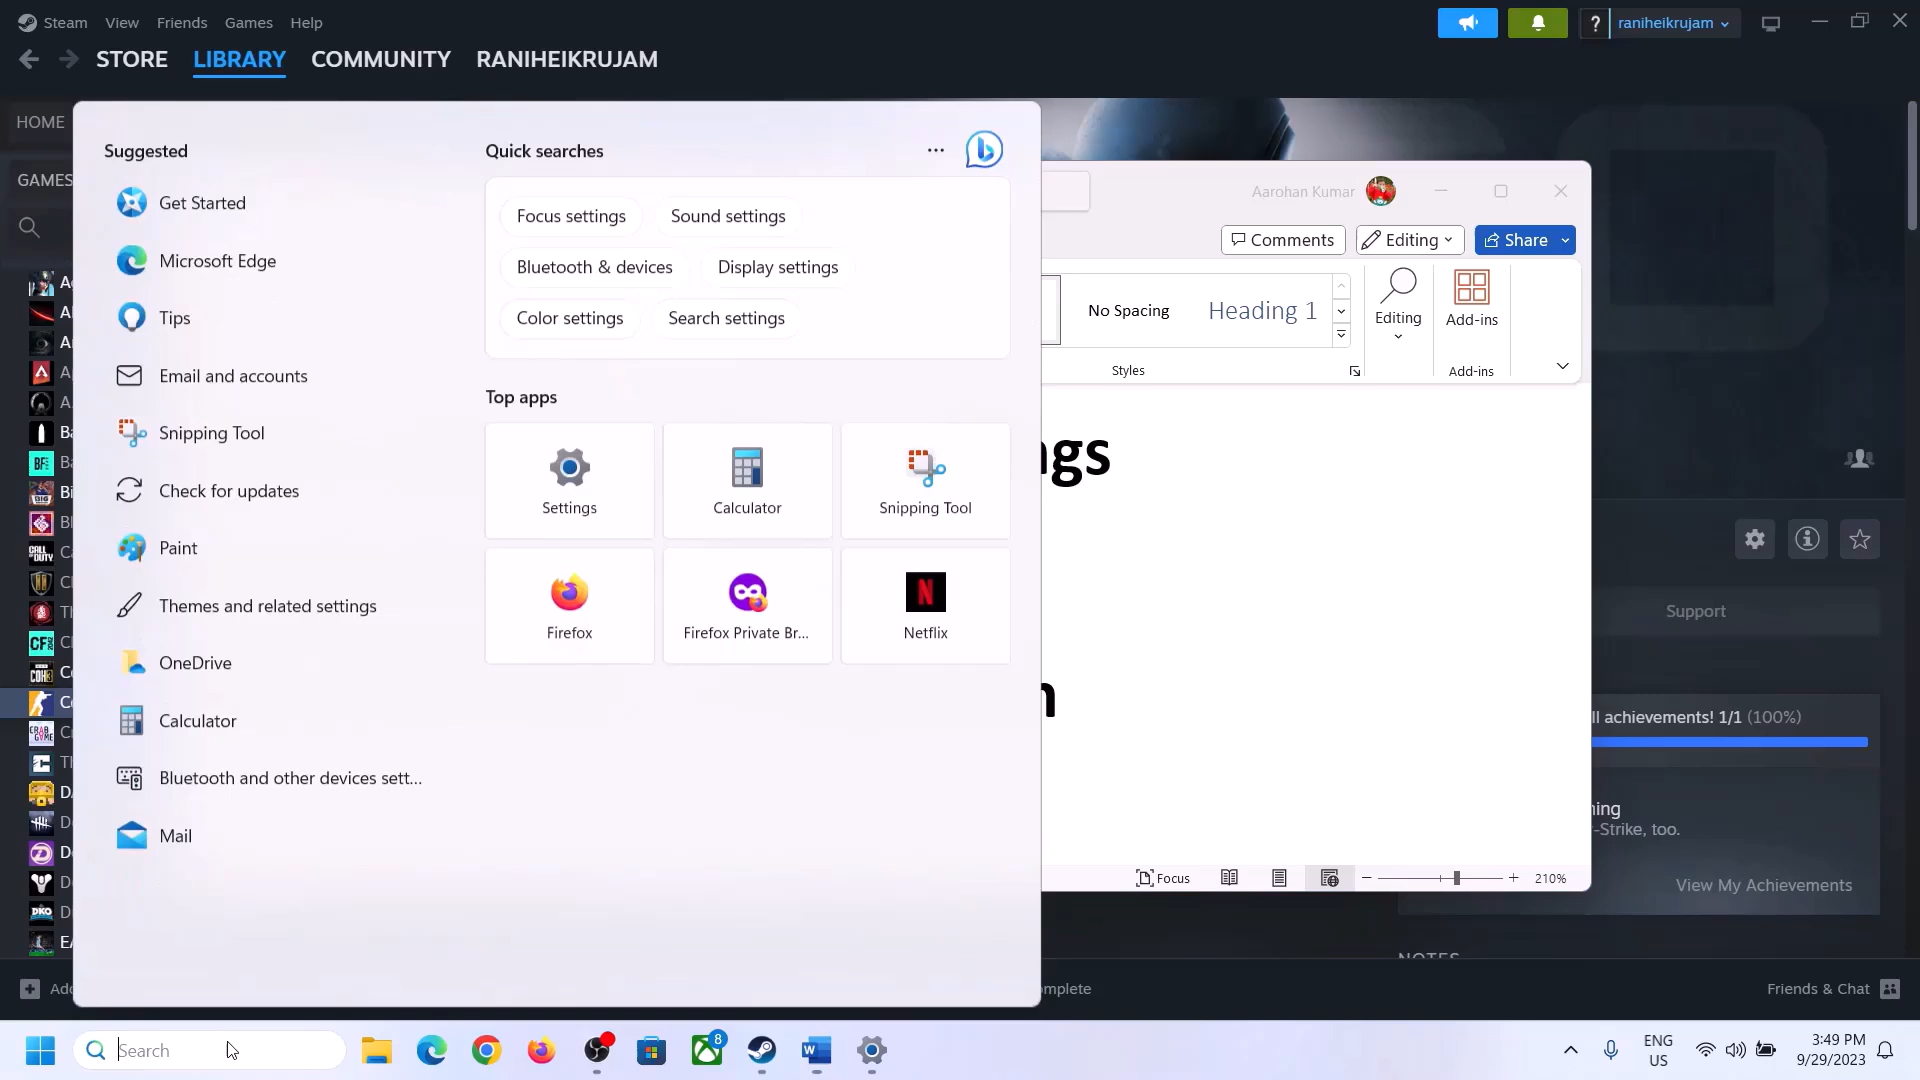 Steam View Friends Games Help
raniheikrujam
STORE LIBRARY COMMUNITY RANIHEIKRUJAM
HOME
GAMES
Suggested
Get Started
Microsoft Edge
Tips
Email and accounts
Snipping Tool
Check for updates
Paint
Themes and related settings
OneDrive
Calculator
Bluetooth and other devices sett...
Mail
Quick searches
Focus settings Sound settings
Bluetooth & devices Display settings
Color settings Search settings
Top apps
Settings Calculator Snipping Tool
Firefox Firefox Private Br... Netflix
Aarohan Kumar
Comments Editing Share
No Spacing Heading 1
Editing Add-ins
Styles Add-ins
ngs
n
Focus 210%
Support
ll achievements! 1/1 (100%)
ning
-Strike, too.
View My Achievements
NOTES
Add
mplete
Friends & Chat
Search
8
ENG
US
3:49 PM
9/29/2023